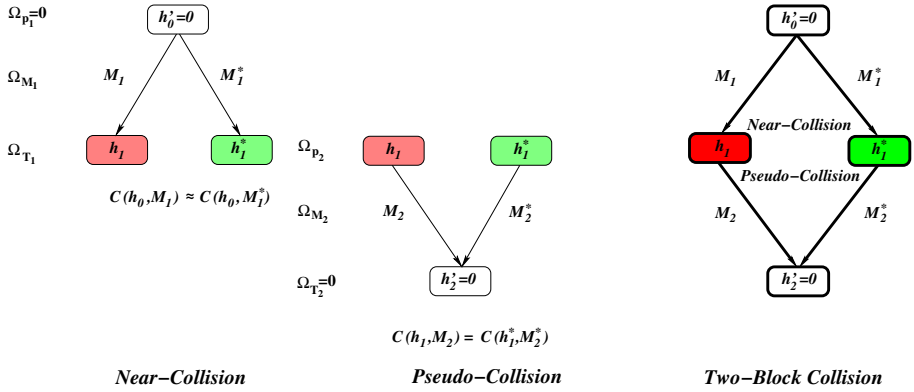 Ω_{P_1}=0
h'_0=0
Ω_{M_1}
M_1
M_1^*
Ω_{T_1}
h_1
h_1^*
C(h_0,M_1) ≈ C(h_0,M_1^*)
Near–Collision
Ω_{P_2}
h_1
h_1^*
Ω_{M_2}
M_2
M_2^*
Ω_{T_2}=0
h'_2=0
C(h_1,M_2) = C(h_1^*,M_2^*)
Pseudo–Collision
h'_0=0
M_1
M_1^*
Near–Collision
h_1
h_1^*
Pseudo–Collision
M_2
M_2^*
h'_2=0
Two–Block Collision